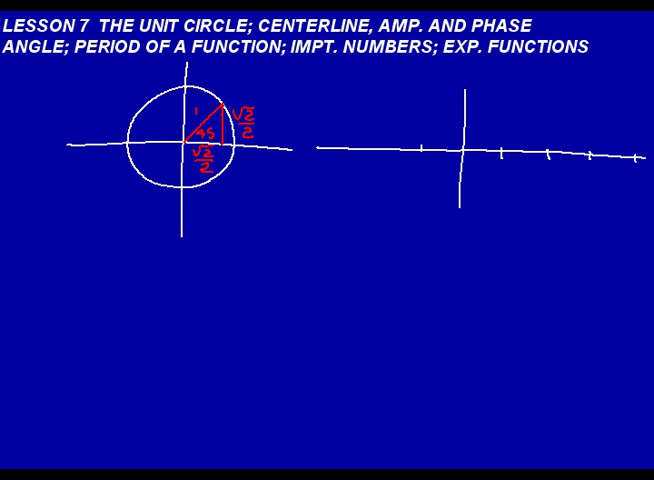 LESSON 7 THE UNIT CIRCLE; CENTERLINE, AMP. AND PHASE
ANGLE; PERIOD OF A FUNCTION; IMPT. NUMBERS; EXP. FUNCTIONS
1
√2/2
45
√2/2